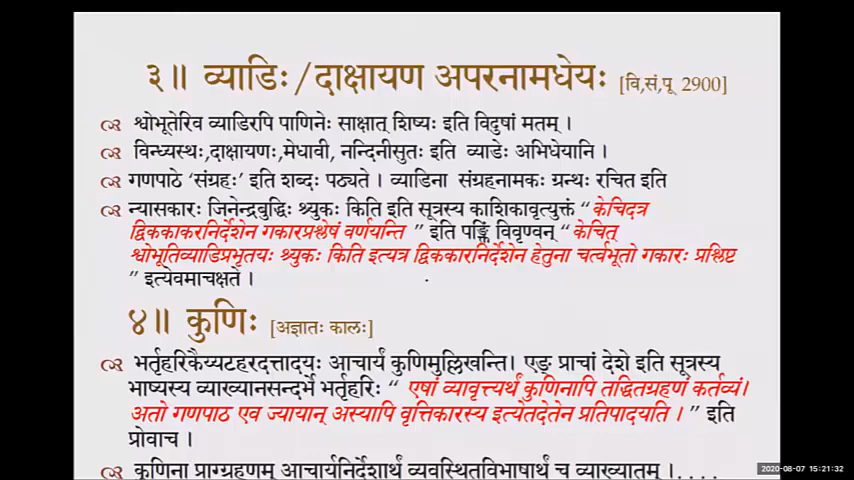 ३॥ व्याडिः/दाक्षायण अपरनामधेयः [वि,सं,पू 2900]
श्वोभूतेरिव व्याडिरपि पाणिनेः साक्षात् शिष्यः इति विदुषां मतम् ।
विन्ध्यस्थः,दाक्षायणः,मेधावी, नन्दिनीसुतः इति व्याडेः अभिधेयानि ।
गणपाठे ‘संग्रहः’ इति शब्दः पठ्यते । व्याडिना संग्रहनामकः ग्रन्थः रचित इति
न्यासकारः जिनेन्द्रबुद्धिः श्र्युकः किति इति सूत्रस्य काशिकावृत्युक्तं “ केचिदत्र
द्विककाकरनिर्देशेन गकारप्रश्लेषं वर्णयन्ति ” इति पङ्क्तिं विवृण्वन् “ केचित्
श्वोभूतिव्याडिप्रभृतयः श्र्युकः किति इत्यत्र द्विककारनिर्देशेन हेतुना चर्त्वभूतो गकारः प्रश्लिष्ट
” इत्येवमाचक्षते ।
४॥ कुणिः [अज्ञातः कालः]
भर्तृहरिकैय्यटहरदत्तादयः आचार्यं कुणिमुल्लिखन्ति। एङ् प्राचां देशे इति सूत्रस्य
भाष्यस्य व्याख्यानसन्दर्भे भर्तृहरिः “ एषां व्यावृत्त्यर्थं कुणिनापि तद्धितग्रहणं कर्तव्यं।
अतो गणपाठ एव ज्यायान् अस्यापि वृत्तिकारस्य इत्येतदेतेन प्रतिपादयति । ” इति
प्रोवाच ।
कुणिना प्राग्ग्रहणम् आचार्यनिर्देशार्थं व्यवस्थितविभाषार्थं च व्याख्यातम् ।. . . .
2020-08-07 15:21:32